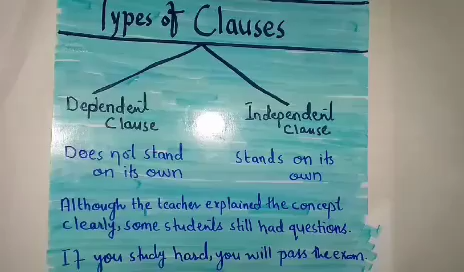 Types of Clauses
Dependent Clause
Independent Clause
Does not stand on its own
Stands on its own
Although the teacher explained the concept
clearly, some students still had questions.
If you study hard, you will pass the exam.